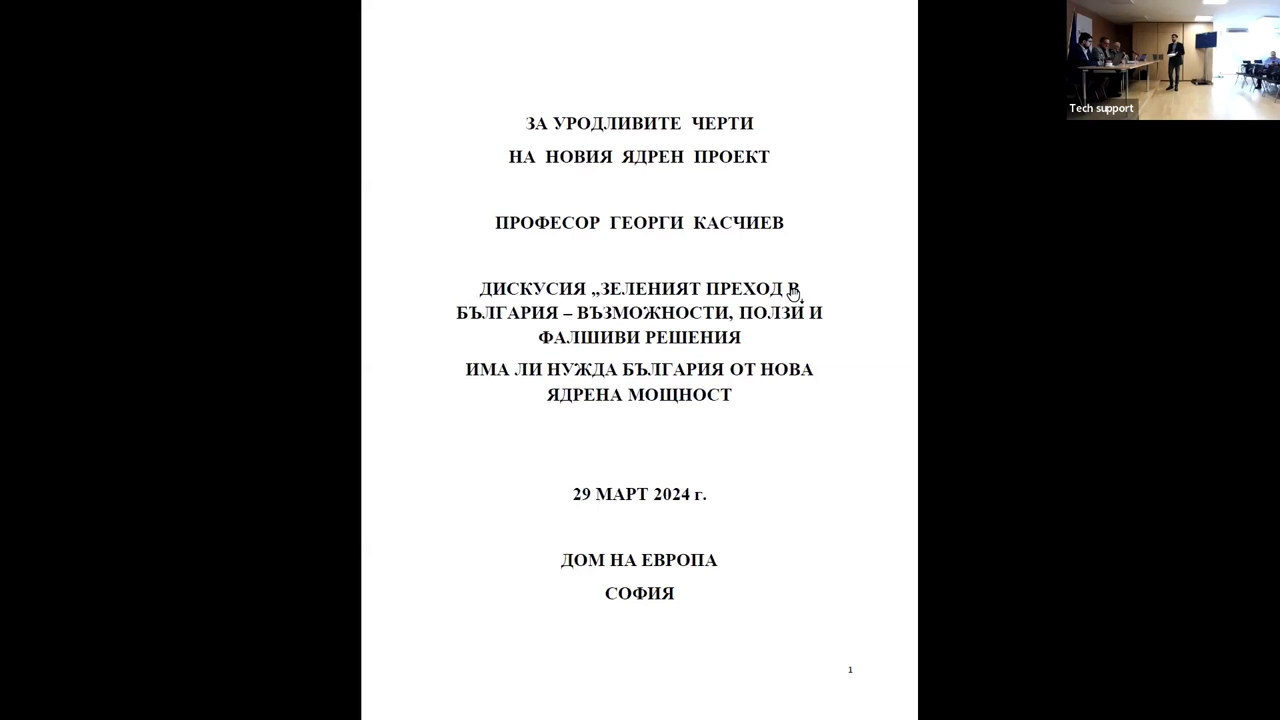 Tech support
ЗА УРОДЛИВИТЕ ЧЕРТИ
НА НОВИЯ ЯДРЕН ПРОЕКТ
ПРОФЕСОР ГЕОРГИ КАСЧИЕВ
ДИСКУСИЯ „ЗЕЛЕНИЯТ ПРЕХОД В
БЪЛГАРИЯ – ВЪЗМОЖНОСТИ, ПОЛЗИ И
ФАЛШИВИ РЕШЕНИЯ
ИМА ЛИ НУЖДА БЪЛГАРИЯ ОТ НОВА
ЯДРЕНА МОЩНОСТ
29 МАРТ 2024 г.
ДОМ НА ЕВРОПА
СОФИЯ
1